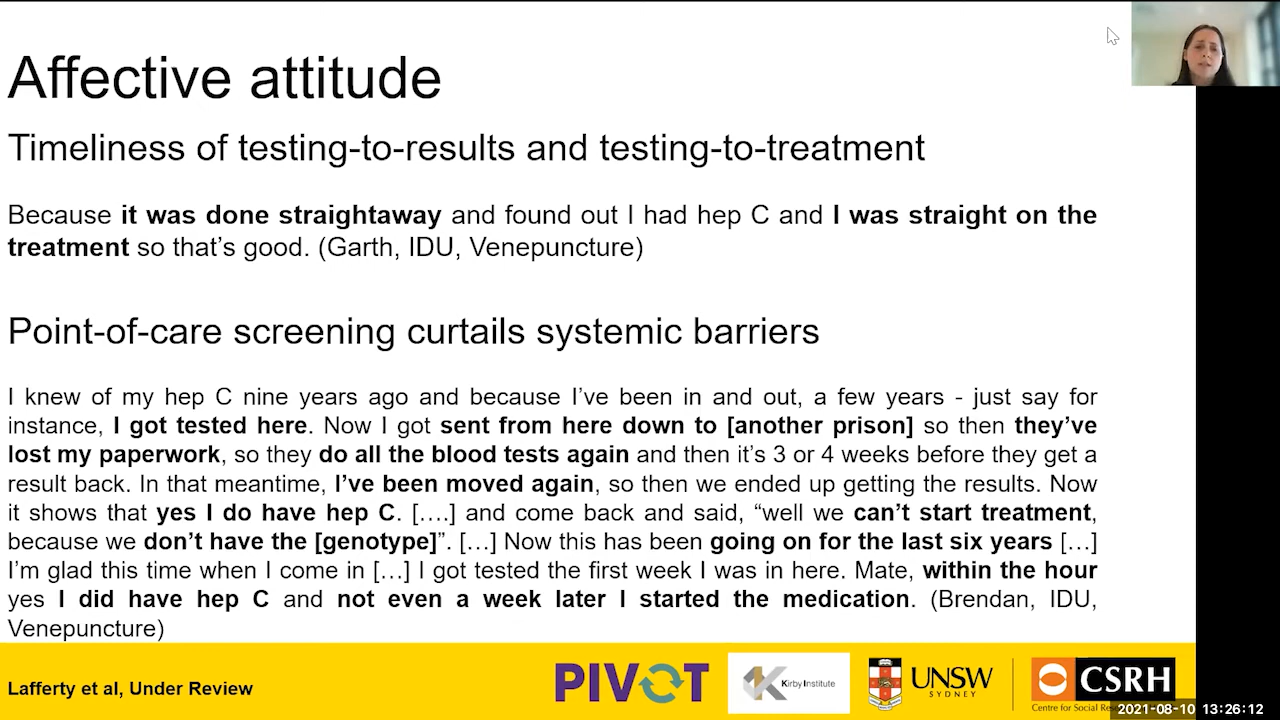 Affective attitude
Timeliness of testing-to-results and testing-to-treatment
Because it was done straightaway and found out I had hep C and I was straight on the
treatment so that’s good. (Garth, IDU, Venepuncture)
Point-of-care screening curtails systemic barriers
I knew of my hep C nine years ago and because I’ve been in and out, a few years - just say for
instance, I got tested here. Now I got sent from here down to [another prison] so then they’ve
lost my paperwork, so they do all the blood tests again and then it’s 3 or 4 weeks before they get a
result back. In that meantime, I’ve been moved again, so then we ended up getting the results. Now
it shows that yes I do have hep C. [….] and come back and said, “well we can’t start treatment,
because we don’t have the [genotype]”. […] Now this has been going on for the last six years […]
I’m glad this time when I come in […] I got tested the first week I was in here. Mate, within the hour
yes I did have hep C and not even a week later I started the medication. (Brendan, IDU,
Venepuncture)
Lafferty et al, Under Review
PIVOT
Kirby Institute
UNSW
SYDNEY
CSRH
Centre for Social
2021-08-10 13:26:12